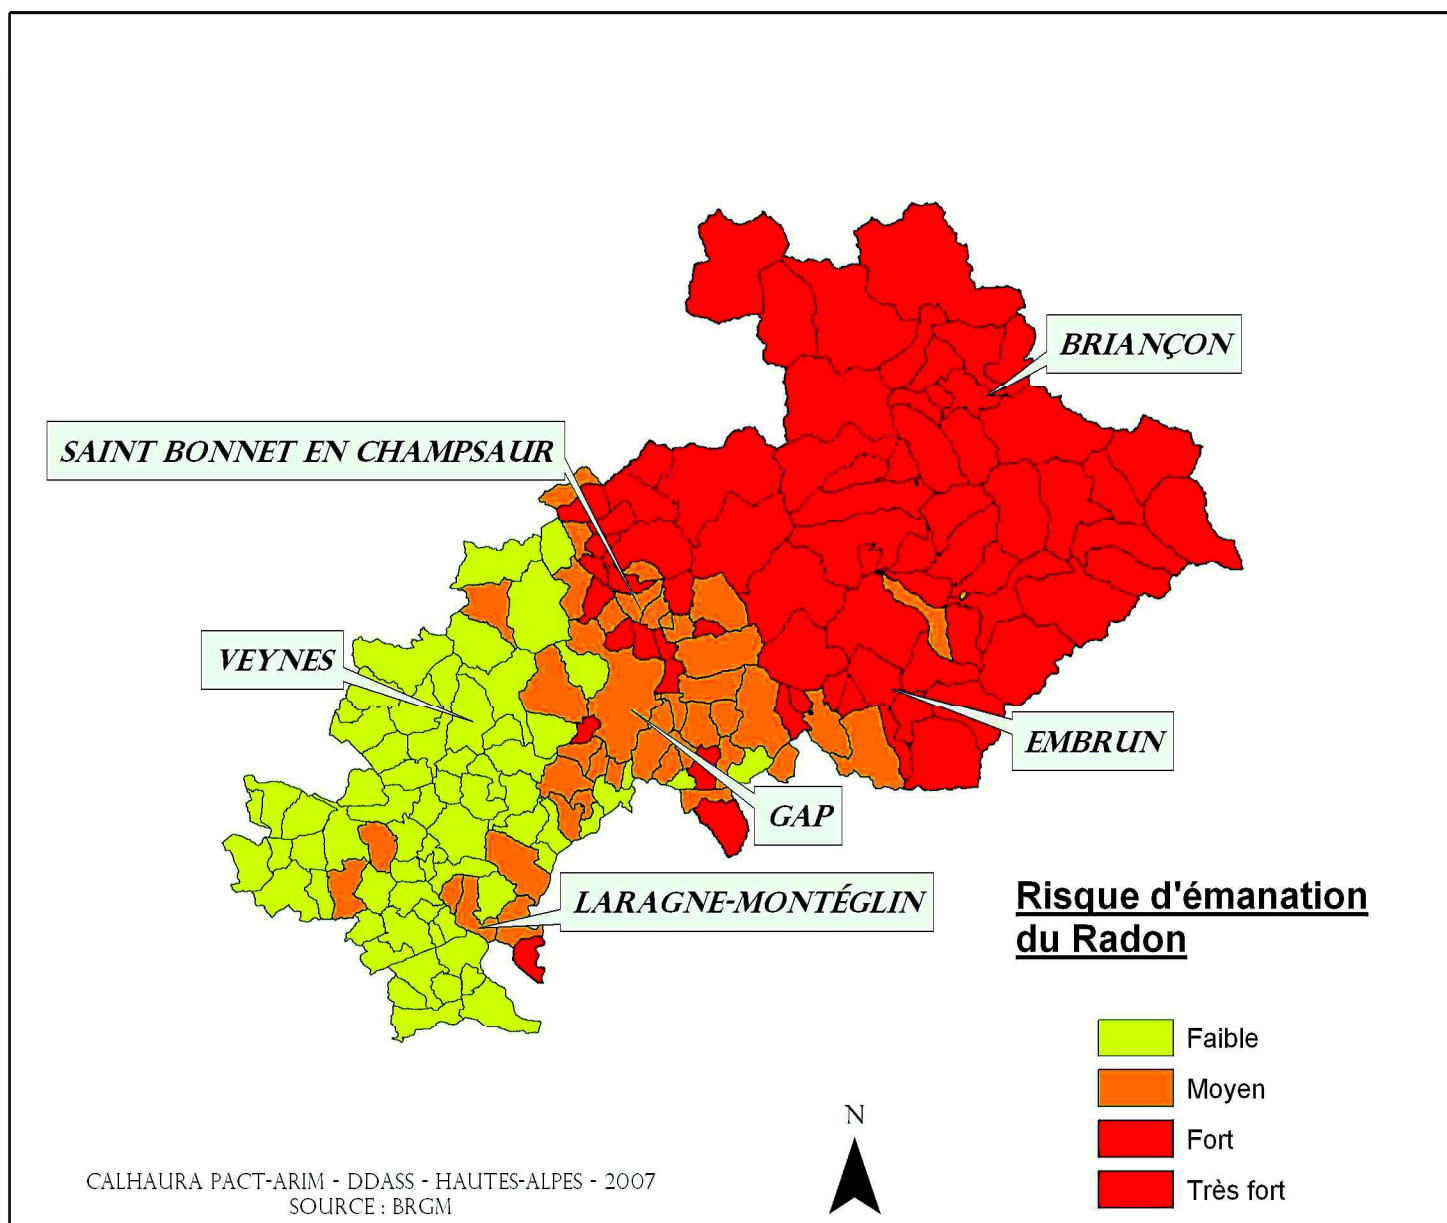 BRIANÇON
SAINT BONNET EN CHAMPSAUR
VEYNES
EMBRUN
GAP
LARAGNE-MONTÉGLIN
Risque d'émanation
du Radon
Faible
Moyen
Fort
Très fort
N
CALHAURA PACT-ARIM - DDASS - HAUTES-ALPES - 2007
SOURCE : BRGM